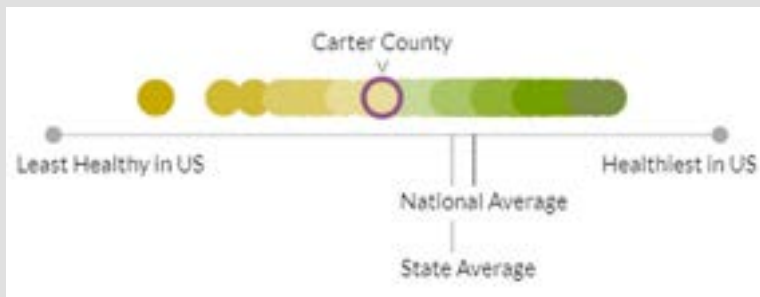 Carter County
Least Healthy in US
Healthiest in US
National Average
State Average